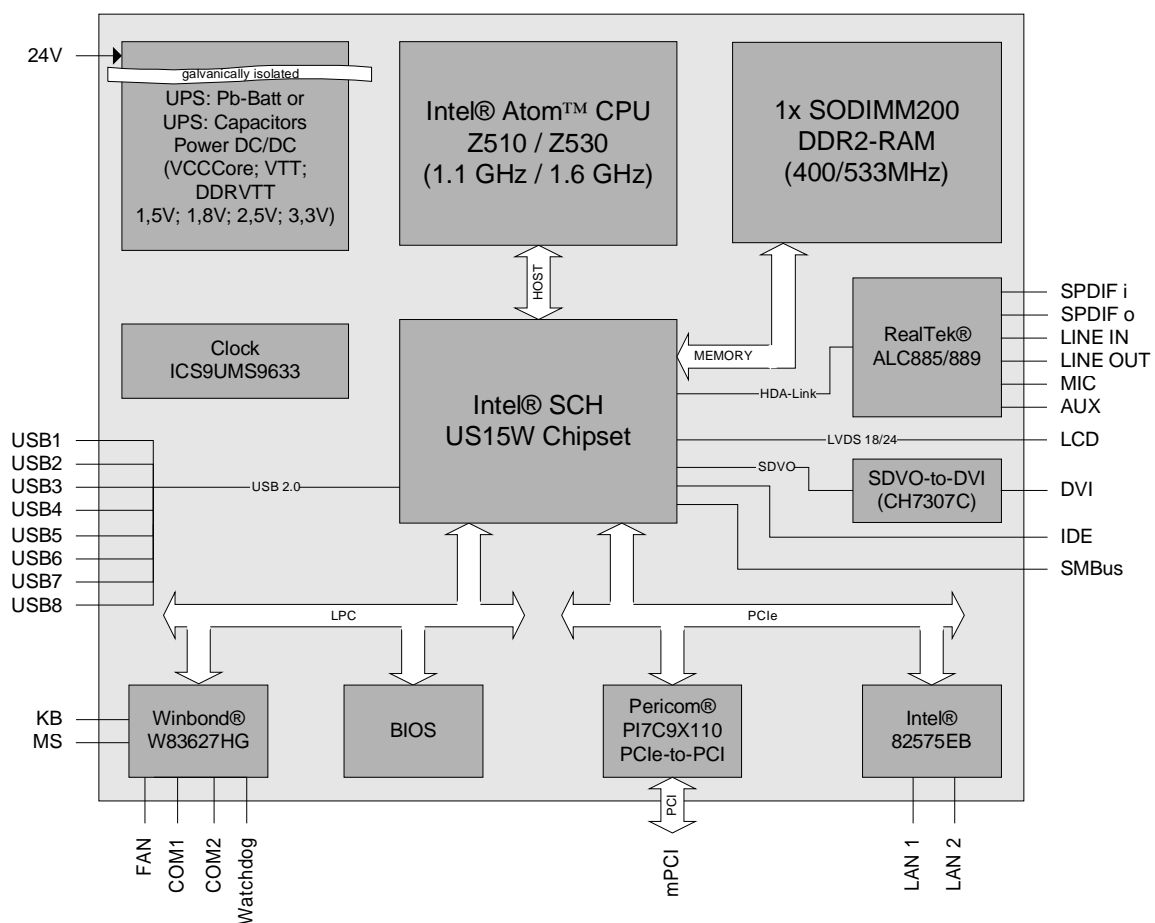 24V
galvanically isolated
UPS: Pb-Batt or
UPS: Capacitors
Power DC/DC
(VCCCore; VTT;
DDRVTT
1,5V; 1,8V; 2,5V; 3,3V)
Intel® Atom™ CPU
Z510 / Z530
(1.1 GHz / 1.6 GHz)
1x SODIMM200
DDR2-RAM
(400/533MHz)
HOST
MEMORY
Clock
ICS9UMS9633
Intel® SCH
US15W Chipset
RealTek®
ALC885/889
HDA-Link
SPDIF i
SPDIF o
LINE IN
LINE OUT
MIC
AUX
LVDS 18/24
LCD
SDVO
SDVO-to-DVI
(CH7307C)
DVI
IDE
SMBus
USB1
USB2
USB3
USB4
USB5
USB6
USB7
USB8
USB 2.0
LPC
PCIe
KB
MS
Winbond®
W83627HG
BIOS
Pericom®
PI7C9X110
PCIe-to-PCI
Intel®
82575EB
FAN
COM1
COM2
Watchdog
PCI
mPCI
LAN 1
LAN 2